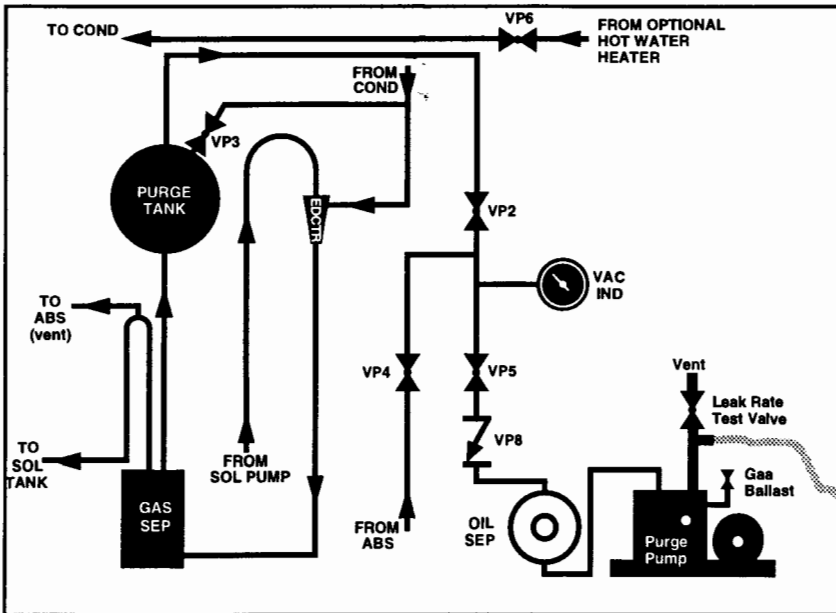 VP6
TO COND
FROM OPTIONAL
HOT WATER
HEATER
FROM
COND
VP3
PURGE
TANK
EDCTR
VP2
VAC
IND
TO
ABS
(vent)
VP4
VP5
Vent
Leak Rate
Test Valve
VP8
TO
SOL
TANK
FROM
SOL PUMP
Gaa
Ballast
GAS
SEP
FROM
ABS
OIL
SEP
Purge
Pump